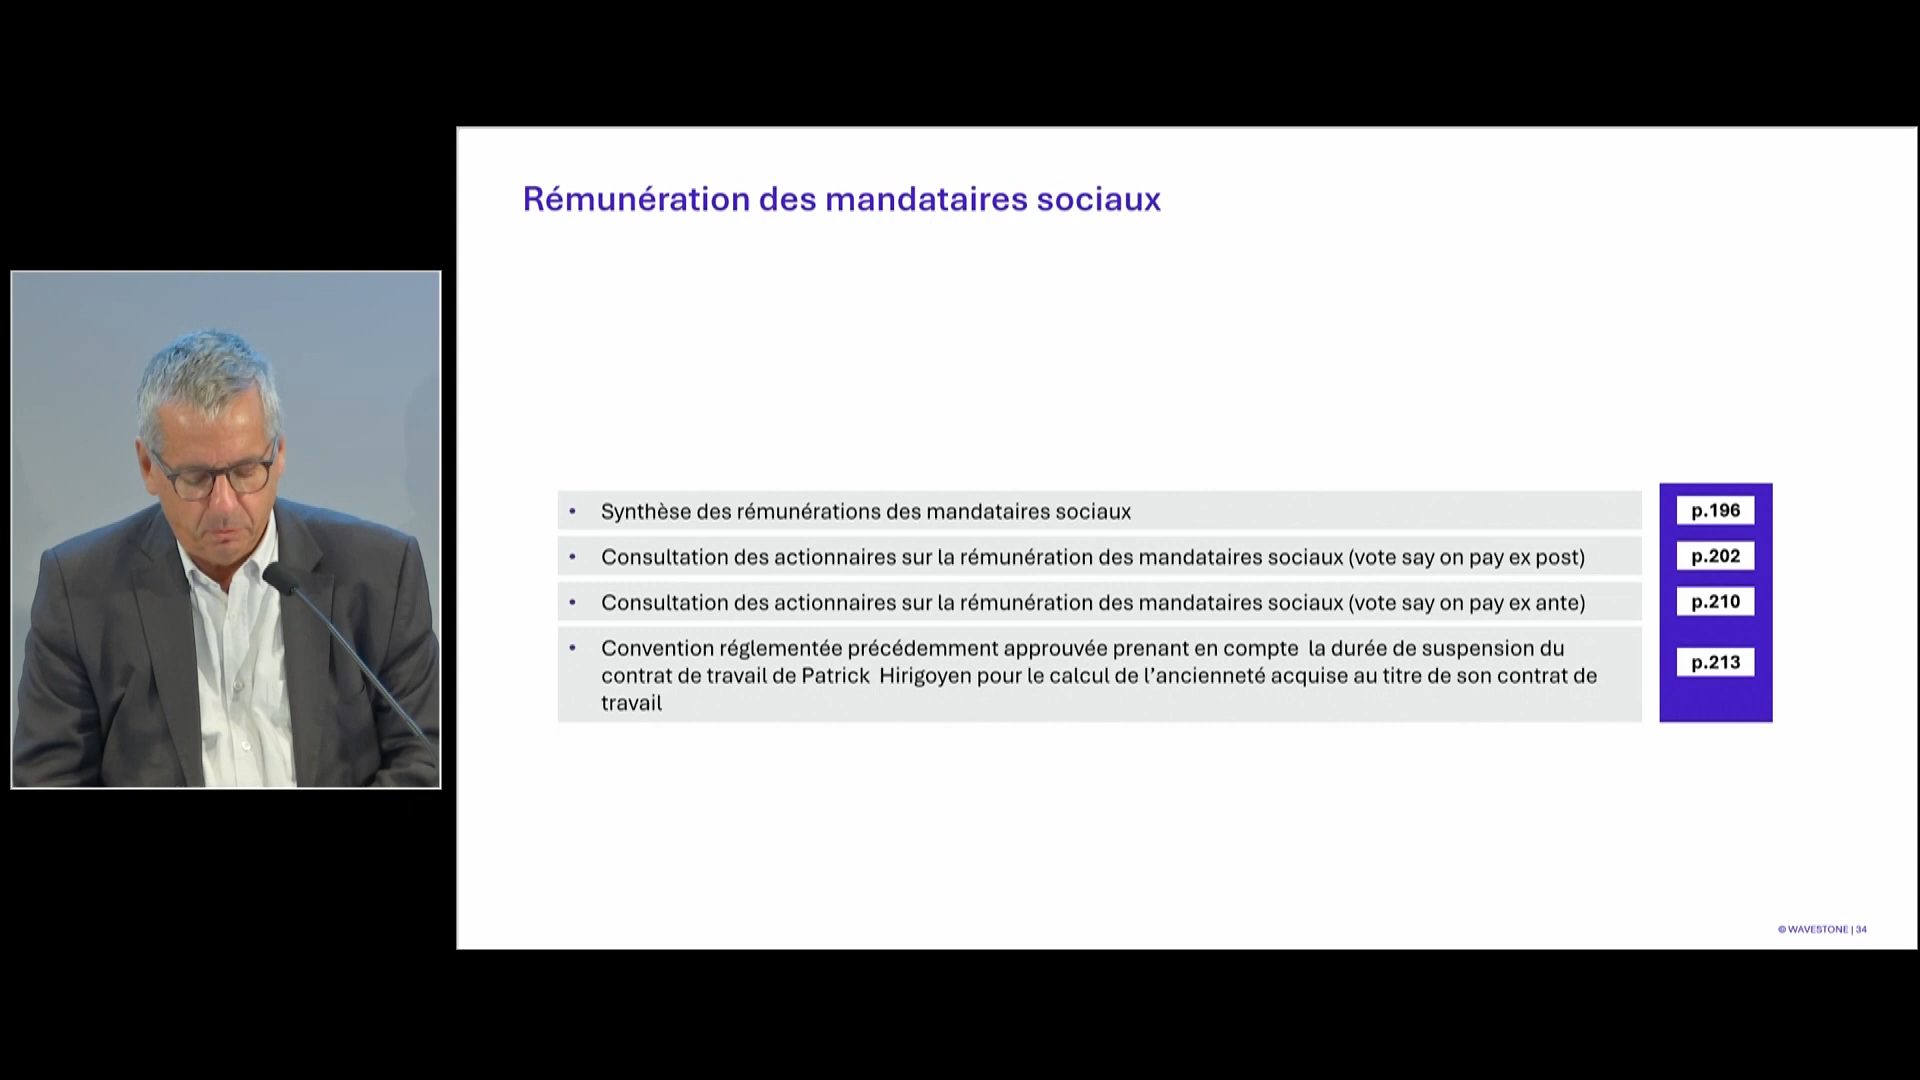 Rémunération des mandataires sociaux
• Synthèse des rémunérations des mandataires sociaux
p.196
• Consultation des actionnaires sur la rémunération des mandataires sociaux (vote say on pay ex post)
p.202
• Consultation des actionnaires sur la rémunération des mandataires sociaux (vote say on pay ex ante)
p.210
• Convention réglementée précédemment approuvée prenant en compte  la durée de suspension du
contrat de travail de Patrick  Hirigoyen pour le calcul de l’ancienneté acquise au titre de son contrat de
travail
p.213
© WAVESTONE | 34